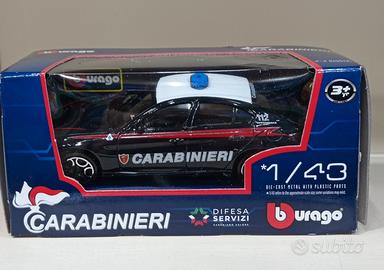 burago
CARABINIERI
3+
112
CARABINIERI
*1/43
DIE-CAST METAL WITH PLASTIC PARTS
CARABINIERI
DIFESA
SERVIZI
burago
subito